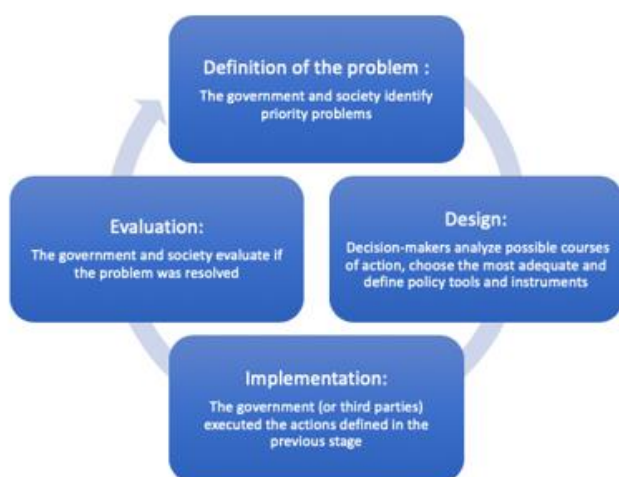 Definition of the problem :
The government and society identify
priority problems
Evaluation:
The government and society evaluate if
the problem was resolved
Design:
Decision-makers analyze possible courses
of action, choose the most adequate and
define policy tools and instruments
Implementation:
The government (or third parties)
executed the actions defined in the
previous stage